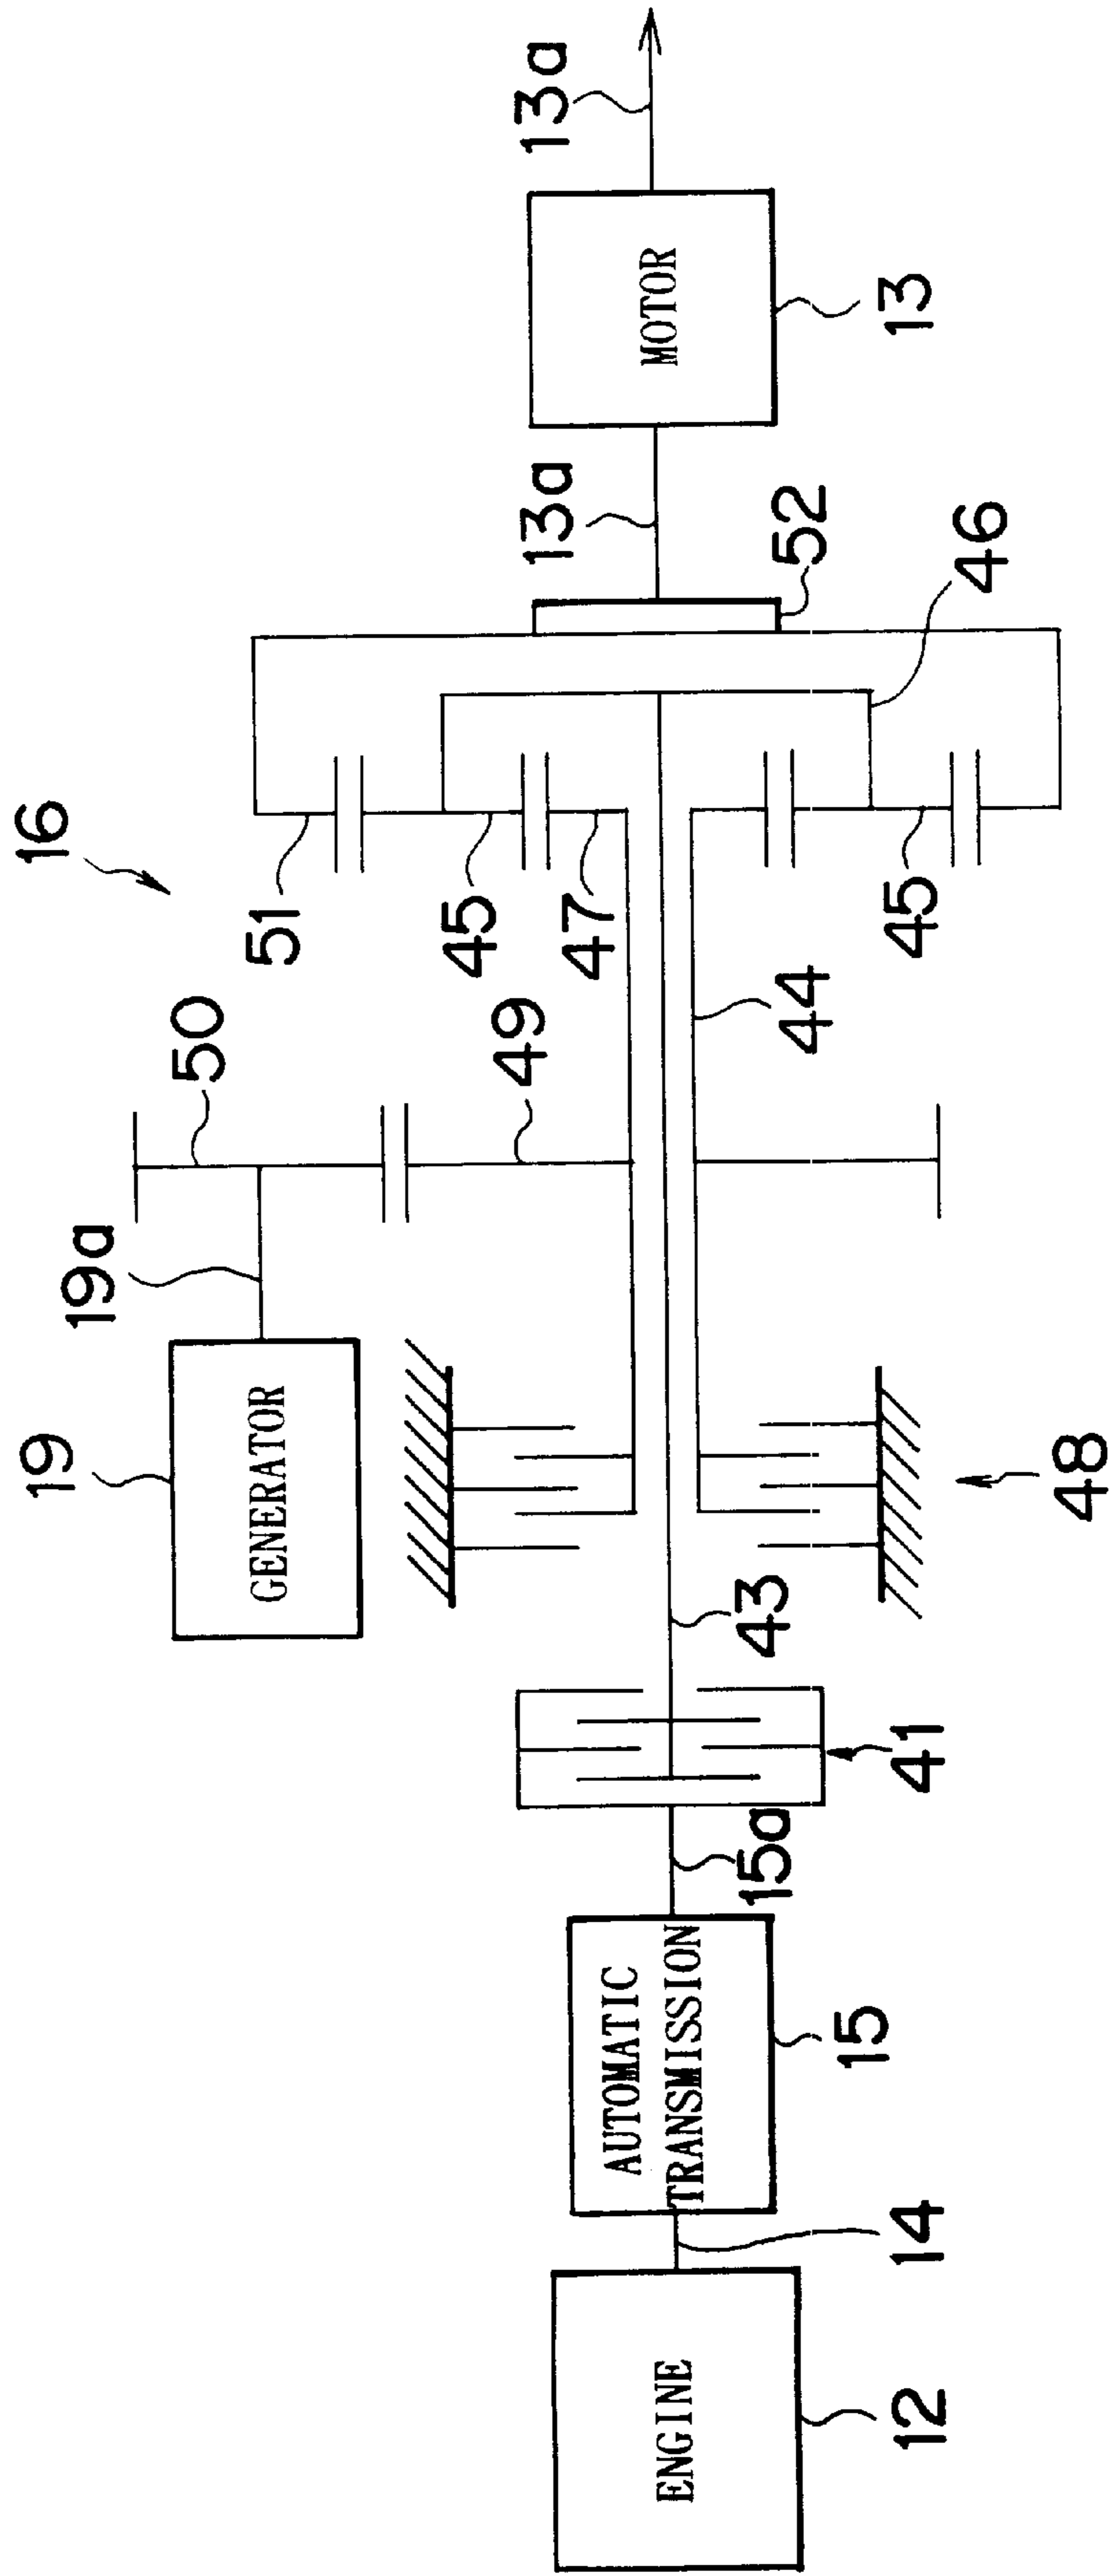 19
16
19a
50
GENERATOR
51
45
49
13a
13a
47
AUTOMATIC
TRANSMISSION
ENGINE
MOTOR
15a
43
44
52
15
12
14
41
45
13
46
48